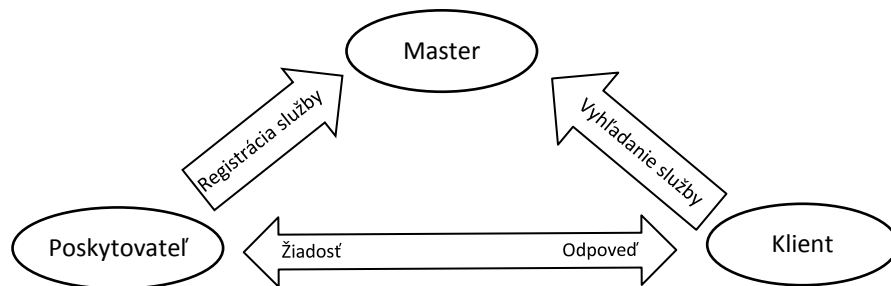 Master
Registrácia služby
Vyhľadanie služby
Poskytovateľ
Žiadosť
Odpoveď
Klient